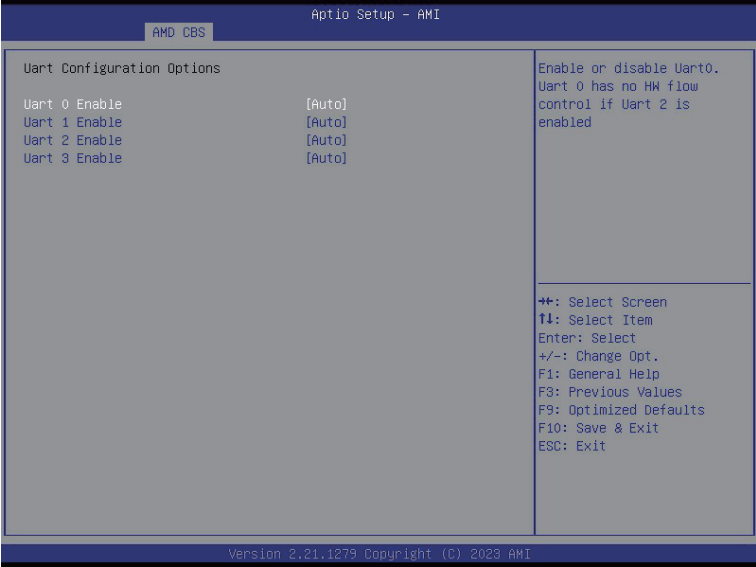 Aptio Setup - AMI
AMD CBS
Uart Configuration Options
Uart 0 Enable [Auto]
Uart 1 Enable [Auto]
Uart 2 Enable [Auto]
Uart 3 Enable [Auto]
Enable or disable Uart0.
Uart 0 has no HW flow
control if Uart 2 is
enabled
→←: Select Screen
↑↓: Select Item
Enter: Select
+/-: Change Opt.
F1: General Help
F3: Previous Values
F9: Optimized Defaults
F10: Save & Exit
ESC: Exit
Version 2.21.1279 Copyright (C) 2023 AMI